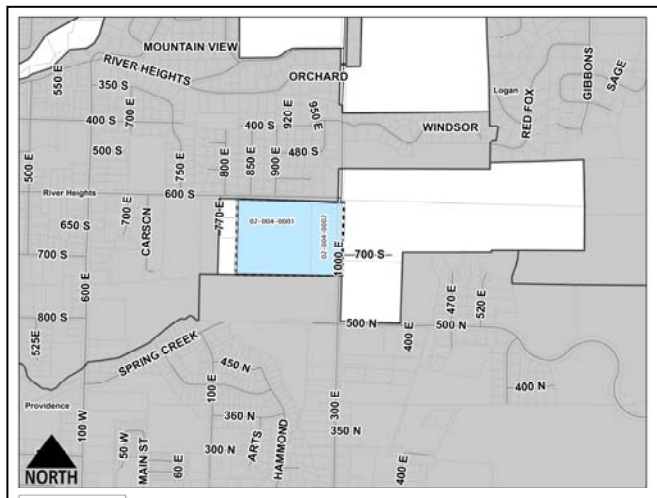 MOUNTAIN VIEW
RIVER HEIGHTS
ORCHARD
550 E
350 S
700 E
400 S
500 S
500 E
750 E
800 E
850 E
900 E
920 E
950 E
400 S
480 S
WINDSOR
Logan
RED FOX
GIBBONS
SAGE
River Heights
600 S
770 E
02-004-0003
02-004-0002
1000 E
700 S
650 S
700 E
CARSON
700 S
600 E
800 S
525E
SPRING CREEK
500 N
400 E
470 E
520 E
500 N
450 N
100 E
400 N
Providence
100 W
50 W
MAIN ST
60 E
360 N
300 N
ARTS
HAMMOND
300 E
350 N
400 E
NORTH